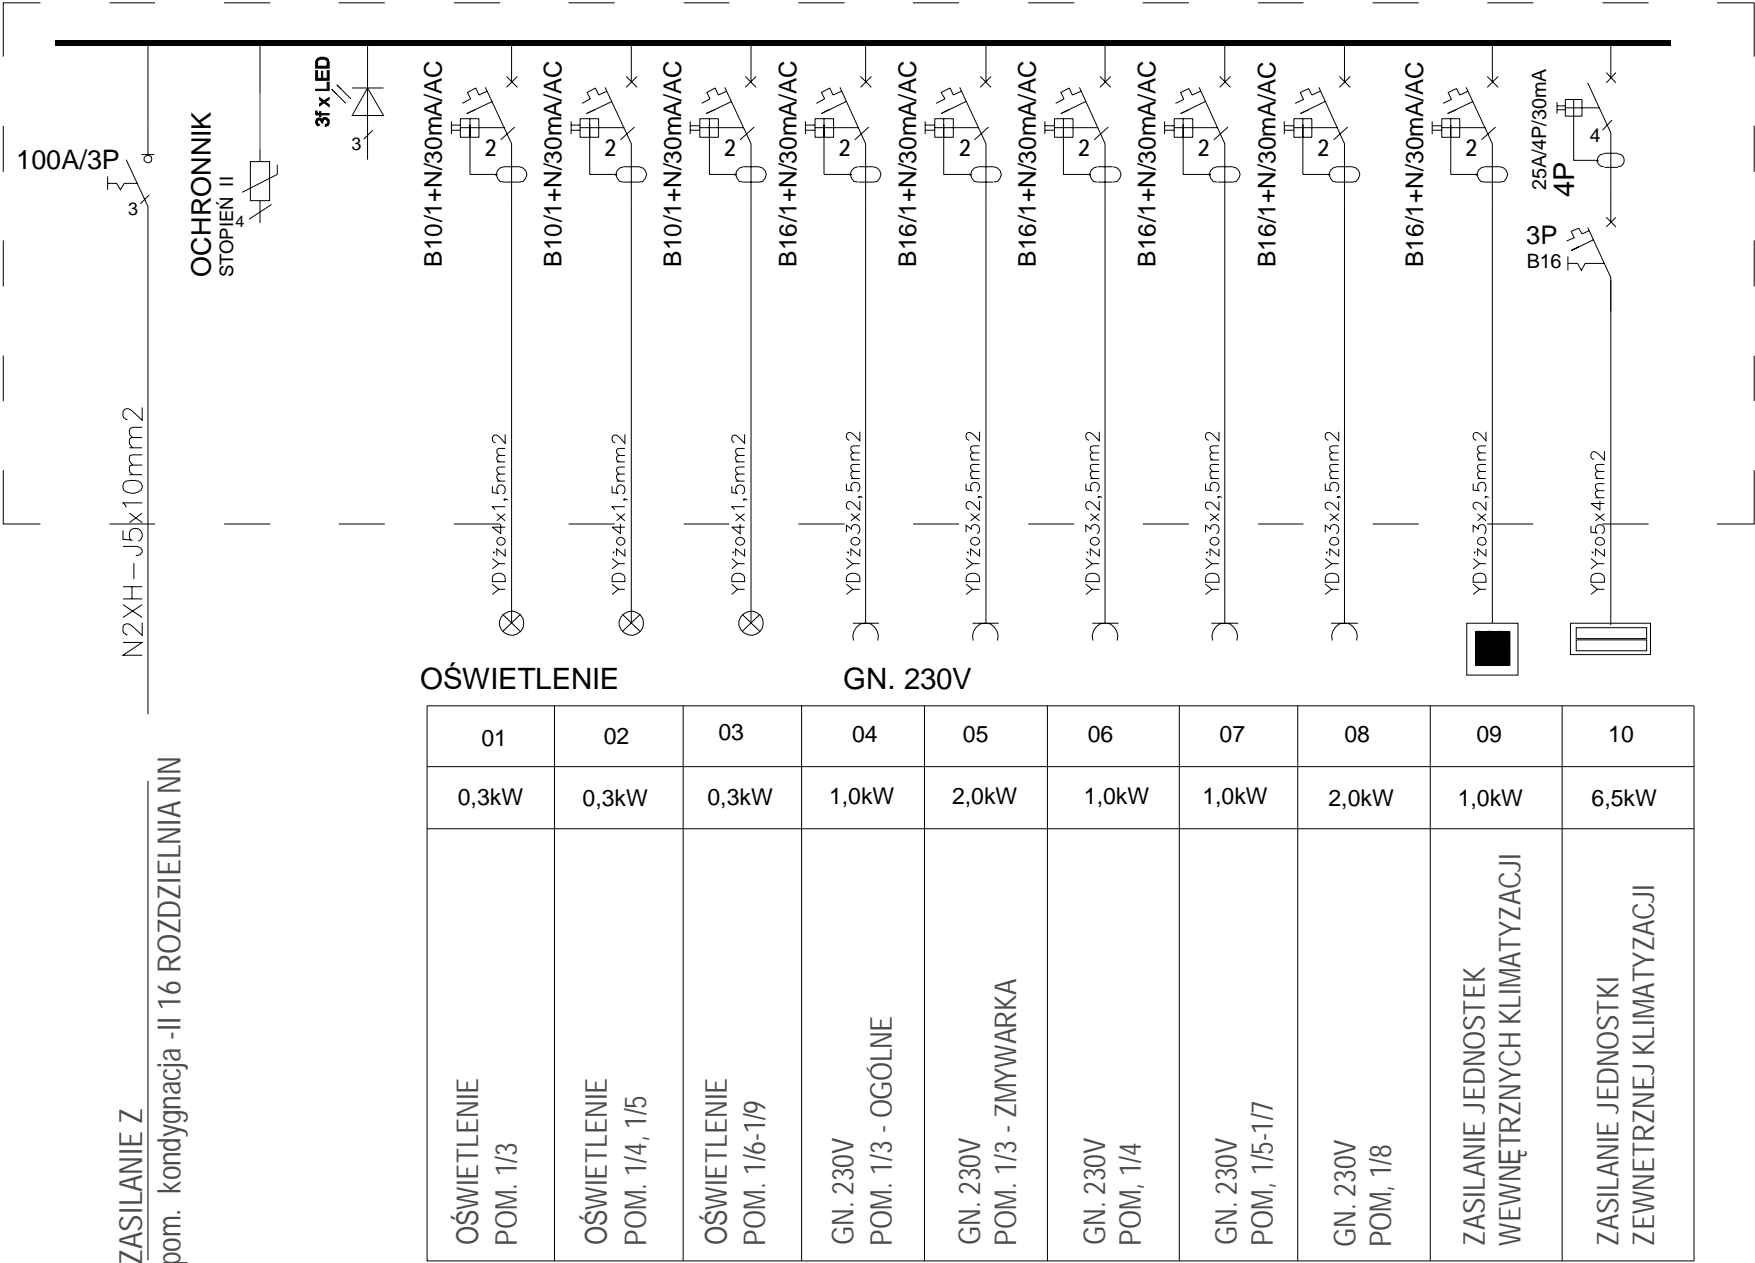 100A/3P
3
N2XH-J5x10mm2
ZASILANIE Z
pom. kondygnacja -II 16 ROZDZIELNIA NN
OCHRONNIK
STOPIEŃ II
4
3f x LED
3
B10/1+N/30mA/AC
2
YDYżo4x1,5mm2
B10/1+N/30mA/AC
2
YDYżo4x1,5mm2
B10/1+N/30mA/AC
2
YDYżo4x1,5mm2
B16/1+N/30mA/AC
2
YDYżo3x2,5mm2
B16/1+N/30mA/AC
2
YDYżo3x2,5mm2
B16/1+N/30mA/AC
2
YDYżo3x2,5mm2
B16/1+N/30mA/AC
2
YDYżo3x2,5mm2
B16/1+N/30mA/AC
2
YDYżo3x2,5mm2
B16/1+N/30mA/AC
2
YDYżo3x2,5mm2
25A/4P/30mA
4P
4
3P
B16
YDYżo5x4mm2
OŚWIETLENIE
GN. 230V
01 02 03 04 05 06 07 08 09 10
0,3kW 0,3kW 0,3kW 1,0kW 2,0kW 1,0kW 1,0kW 2,0kW 1,0kW 6,5kW
OŚWIETLENIE
POM. 1/3
OŚWIETLENIE
POM. 1/4, 1/5
OŚWIETLENIE
POM. 1/6-1/9
GN. 230V
POM. 1/3 - OGÓLNE
GN. 230V
POM. 1/3 - ZMYWARKA
GN. 230V
POM, 1/4
GN. 230V
POM, 1/5-1/7
GN. 230V
POM, 1/8
ZASILANIE JEDNOSTEK
WEWNĘTRZNYCH KLIMATYZACJI
ZASILANIE JEDNOSTKI
ZEWNETRZNEJ KLIMATYZACJI